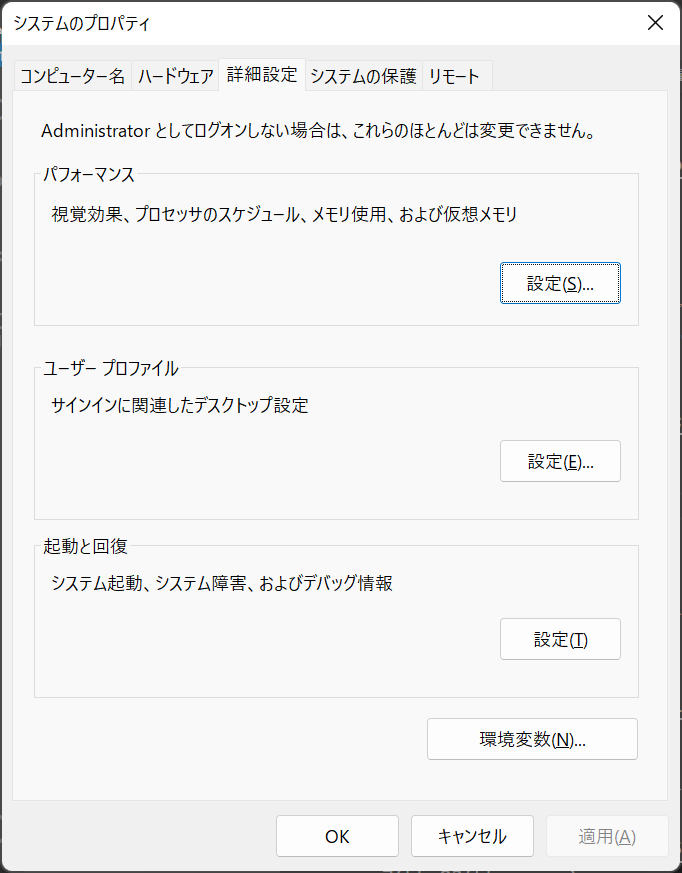 システムのプロパティ
コンピューター名 ハードウェア 詳細設定 システムの保護 リモート
Administrator としてログオンしない場合は、これらのほとんどは変更できません。
パフォーマンス
視覚効果、プロセッサのスケジュール、メモリ使用、および仮想メモリ
設定(S)...
ユーザー プロファイル
サインインに関連したデスクトップ設定
設定(E)...
起動と回復
システム起動、システム障害、およびデバッグ情報
設定(T)
環境変数(N)...
OK キャンセル 適用(A)